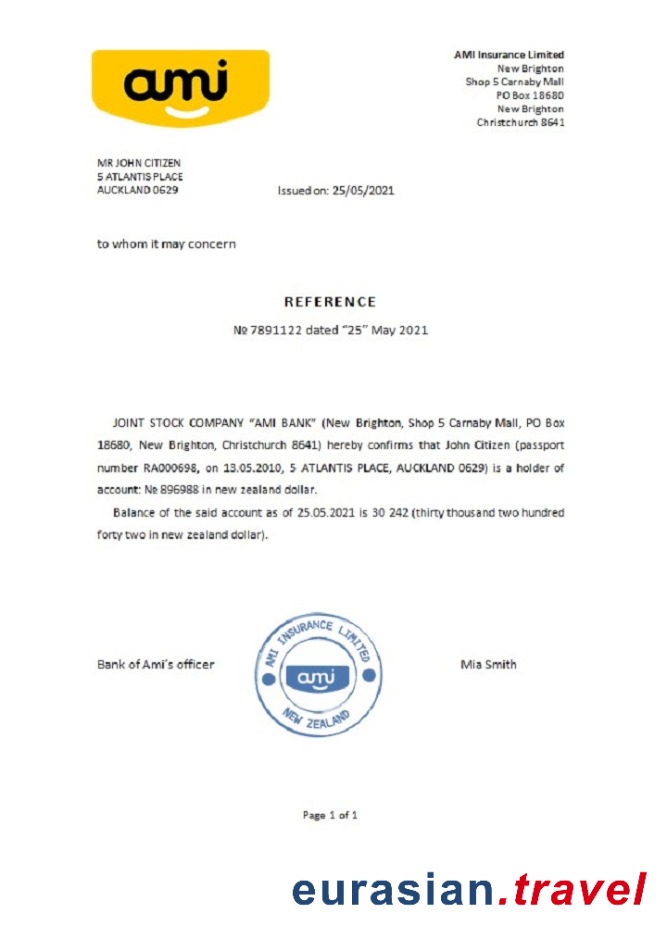 ami
AMI Insurance Limited
New Brighton
Shop 5 Carnaby Mall
PO Box 18680
New Brighton
Christchurch 8641
MR JOHN CITIZEN
5 ATLANTIS PLACE
AUCKLAND 0629
Issued on: 25/05/2021
to whom it may concern
REFERENCE
№ 7891122 dated “25” May 2021
JOINT STOCK COMPANY “AMI BANK” (New Brighton, Shop 5 Carnaby Mall, PO Box
18680, New Brighton, Christchurch 8641) hereby confirms that John Citizen (passport
number RA000698, on 13.05.2010, 5 ATLANTIS PLACE, AUCKLAND 0629) is a holder of
account: № 896988 in new zealand dollar.
Balance of the said account as of 25.05.2021 is 30 242 (thirty thousand two hundred
forty two in new zealand dollar).
Bank of Ami’s officer
AMI INSURANCE LIMITED
ami
NEW ZEALAND
Mia Smith
Page 1 of 1
eurasian.travel